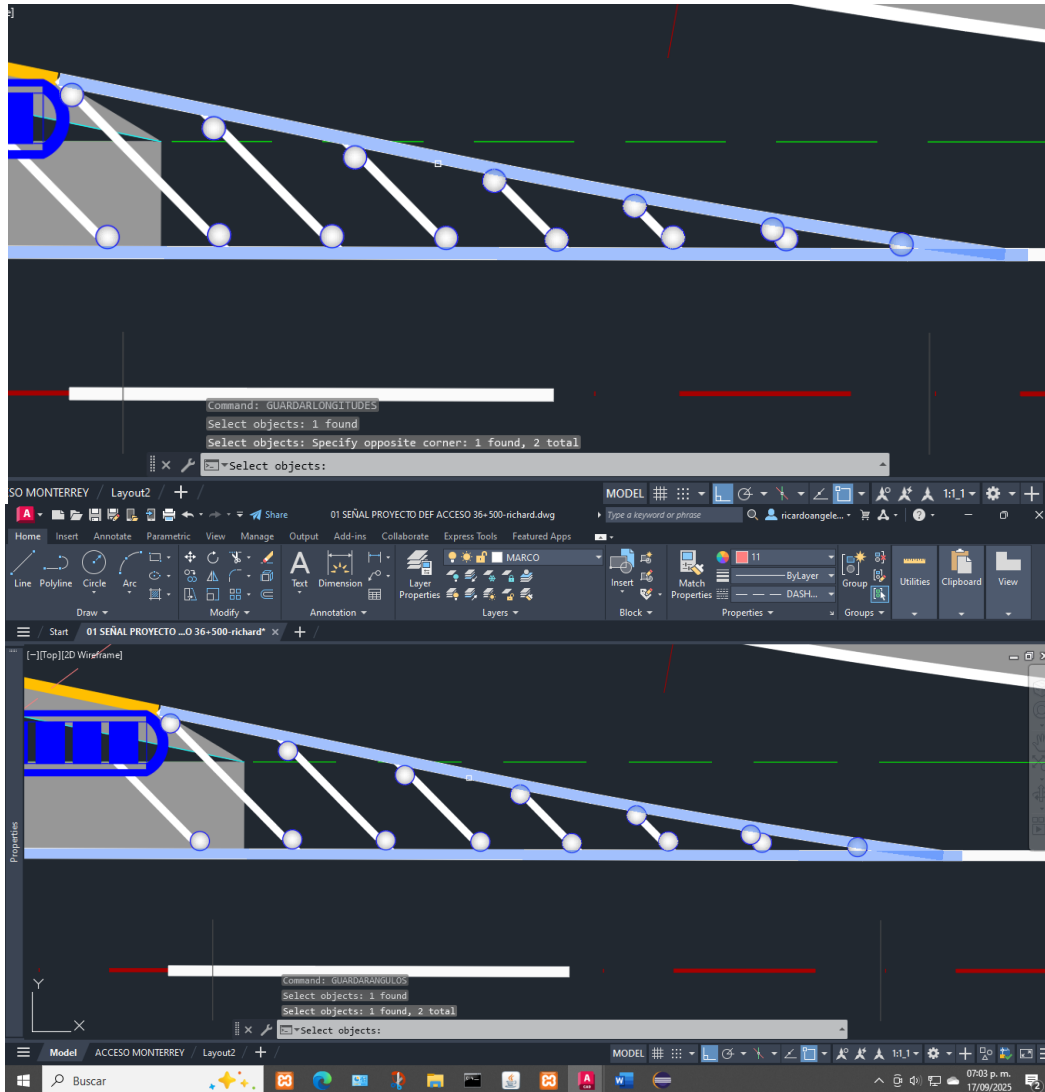 e]
Command: GUARDARLONGITUDES
Select objects: 1 found
Select objects: Specify opposite corner: 1 found, 2 total
Select objects:
SO MONTERREY / Layout2 / + /
MODEL 1:1_1
Share 01 SEÑAL PROYECTO DEF ACCESO 36+500-richard.dwg Type a keyword or phrase ricardoangele...
Home Insert Annotate Parametric View Manage Output Add-ins Collaborate Express Tools Featured Apps
MARCO 11
ByLayer
DASH...
Line Polyline Circle Arc Text Dimension Layer Properties Insert Match Properties Group Utilities Clipboard View
Draw Modify Annotation Layers Block Properties Groups
Start 01 SEÑAL PROYECTO ...O 36+500-richard*
[−][Top][2D Wireframe]
Properties
Command: GUARDARANGULOS
Select objects: 1 found
Select objects: 1 found, 2 total
Select objects:
Y
X
Model ACCESO MONTERREY / Layout2 / + /
MODEL 1:1_1
Buscar
07:03 p. m.
17/09/2025